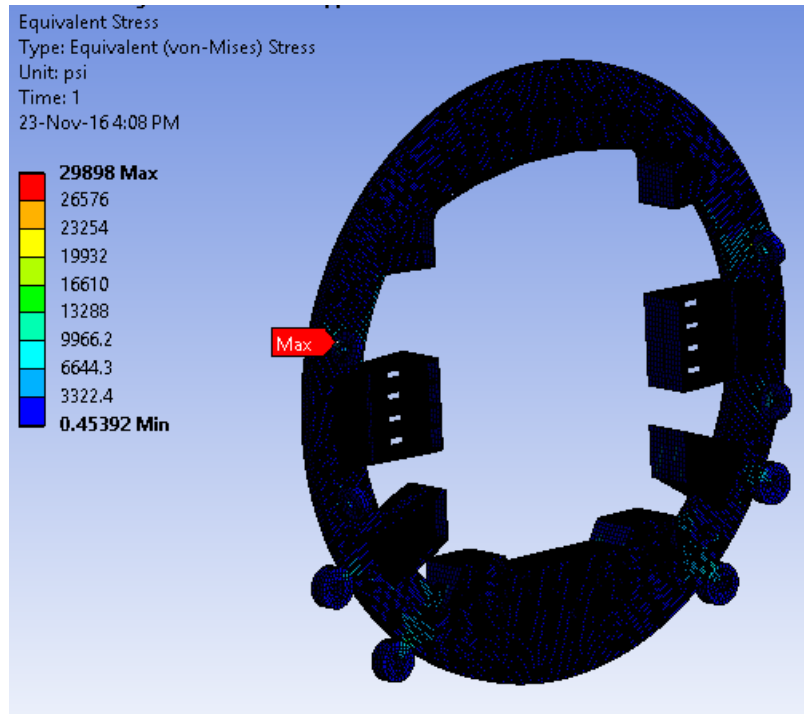 Equivalent Stress
Type: Equivalent (von-Mises) Stress
Unit: psi
Time: 1
23-Nov-16 4:08 PM
29898 Max
26576
23254
19932
16610
13288
9966.2
6644.3
3322.4
0.45392 Min
Max